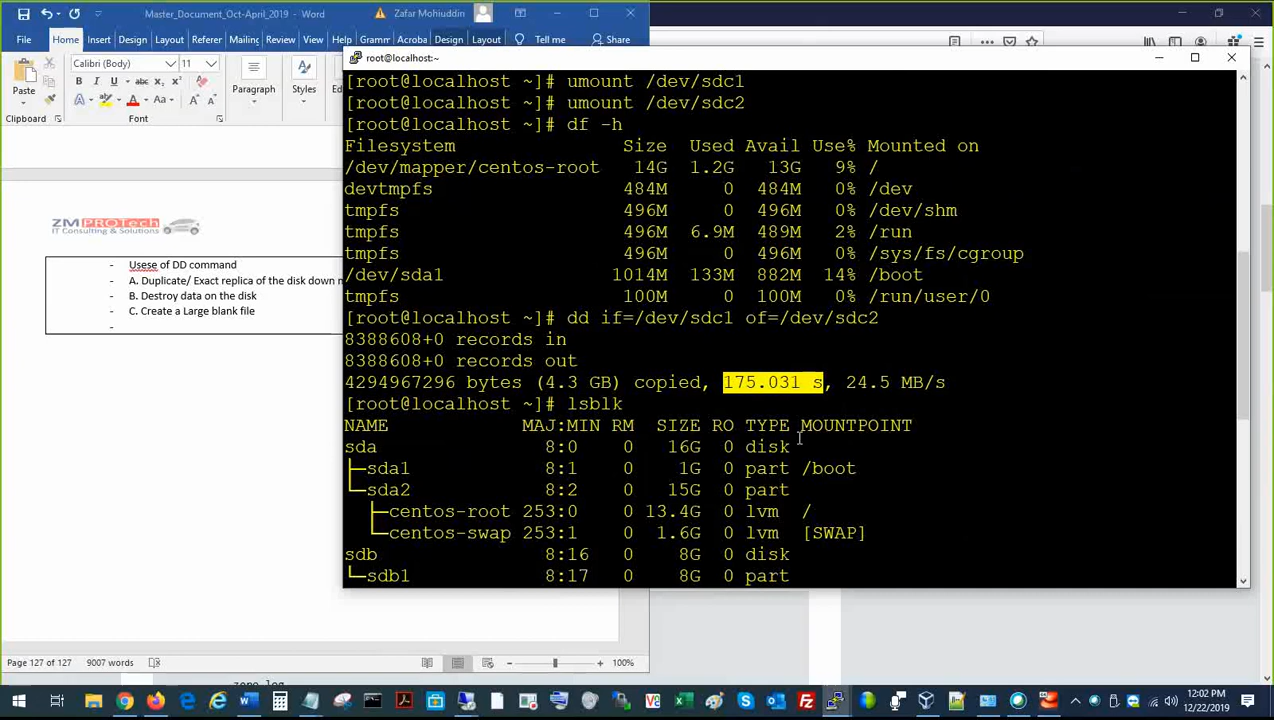 Master_Document_Oct-April_2019 - Word
Zafar Mohiuddin
File Home Insert Design Layout Referer Mailing Review View Gramm Acroba Design Layout Tell me
Calibri (Body) 11
Paste
Paragraph
Styles
Clipboard
root@localhost:~
[root@localhost ~]# umount /dev/sdc1
[root@localhost ~]# umount /dev/sdc2
[root@localhost ~]# df -h
Filesystem Size Used Avail Use% Mounted on
/dev/mapper/centos-root 14G 1.2G 13G 9% /
devtmpfs 484M 0 484M 0% /dev
tmpfs 496M 0 496M 0% /dev/shm
tmpfs 496M 6.9M 489M 2% /run
tmpfs 496M 0 496M 0% /sys/fs/cgroup
/dev/sda1 1014M 133M 882M 14% /boot
tmpfs 100M 0 100M 0% /run/user/0
[root@localhost ~]# dd if=/dev/sdc1 of=/dev/sdc2
8388608+0 records in
8388608+0 records out
4294967296 bytes (4.3 GB) copied, 175.031 s, 24.5 MB/s
[root@localhost ~]# lsblk
NAME MAJ:MIN RM SIZE RO TYPE MOUNTPOINT
sda 8:0 0 16G 0 disk
├─sda1 8:1 0 1G 0 part /boot
└─sda2 8:2 0 15G 0 part
├─centos-root 253:0 0 13.4G 0 lvm /
└─centos-swap 253:1 0 1.6G 0 lvm [SWAP]
sdb 8:16 0 8G 0 disk
└─sdb1 8:17 0 8G 0 part
ZM PROTech
IT Consulting & Solutions
- Usese of DD command
- A. Duplicate/ Exact replica of the disk down
- B. Destroy data on the disk
- C. Create a Large blank file
-
Page 127 of 127 9007 words
100%
12:02 PM
12/22/2019